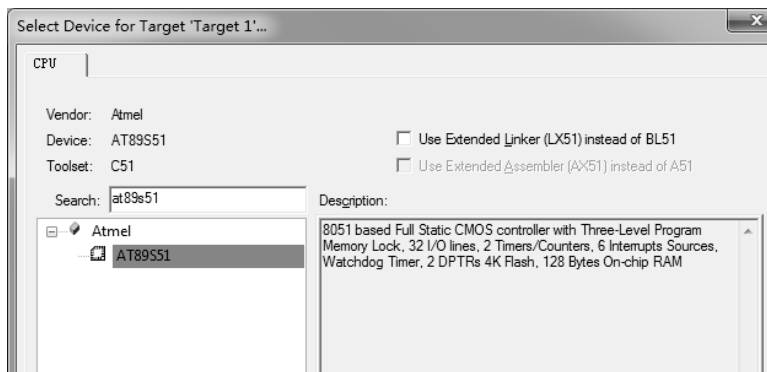 Select Device for Target 'Target 1'...
CPU
Vendor: Atmel
Device: AT89S51
Use Extended Linker (LX51) instead of BL51
Toolset: C51
Use Extended Assembler (AX51) instead of A51
Search: at89s51
Description:
Atmel
AT89S51
8051 based Full Static CMOS controller with Three-Level Program
Memory Lock, 32 I/O lines, 2 Timers/Counters, 6 Interrupts Sources,
Watchdog Timer, 2 DPTRs 4K Flash, 128 Bytes On-chip RAM